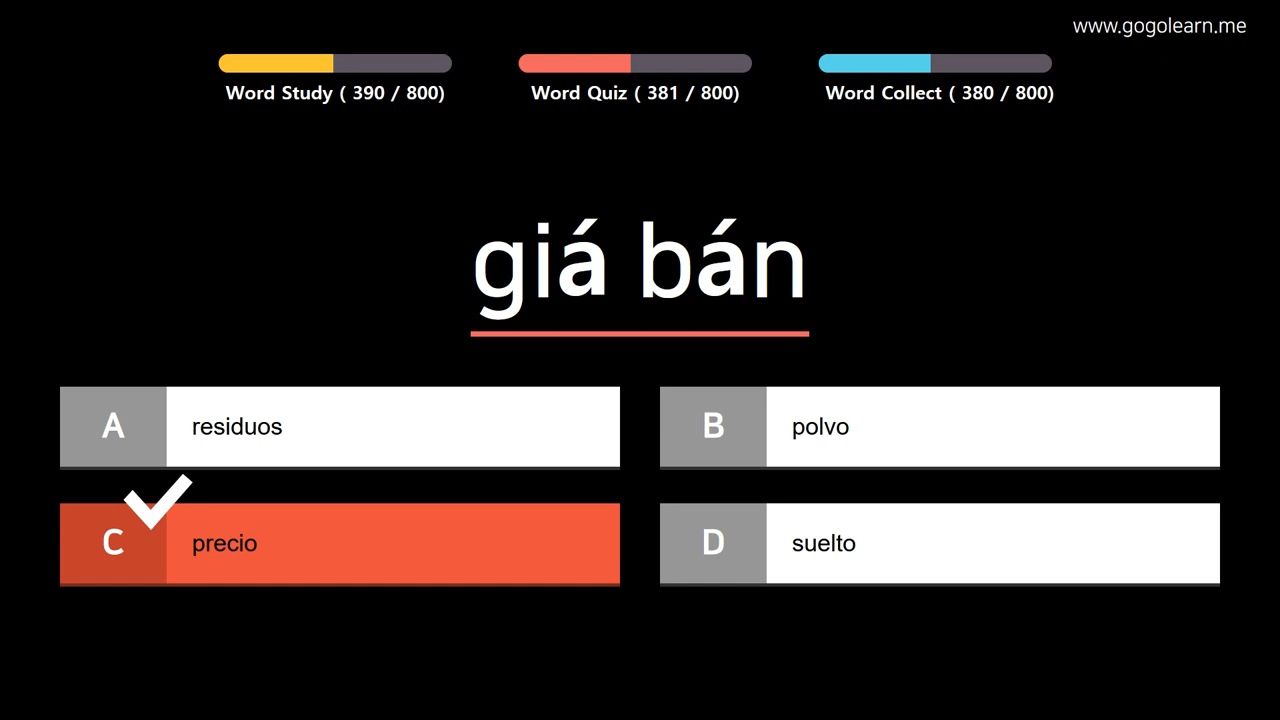 www.gogolearn.me
Word Study ( 390 / 800)
Word Quiz ( 381 / 800)
Word Collect ( 380 / 800)
giá bán
A residuos
B polvo
C precio
D suelto